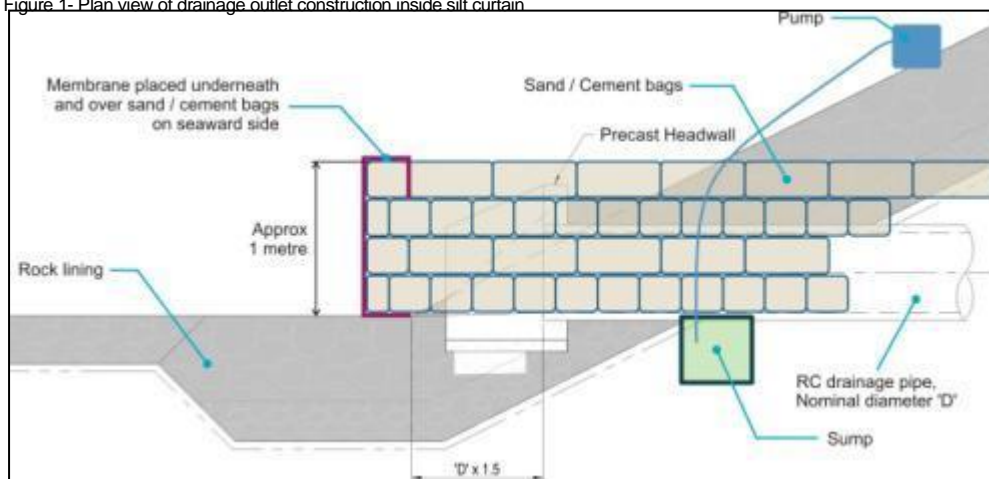 Figure 1- Plan view of drainage outlet construction inside silt curtain
Pump
Membrane placed underneath
and over sand / cement bags
on seaward side
Sand / Cement bags
Precast Headwall
Approx
1 metre
Rock lining
RC drainage pipe,
Nominal diameter 'D'
Sump
'D' x 1.5